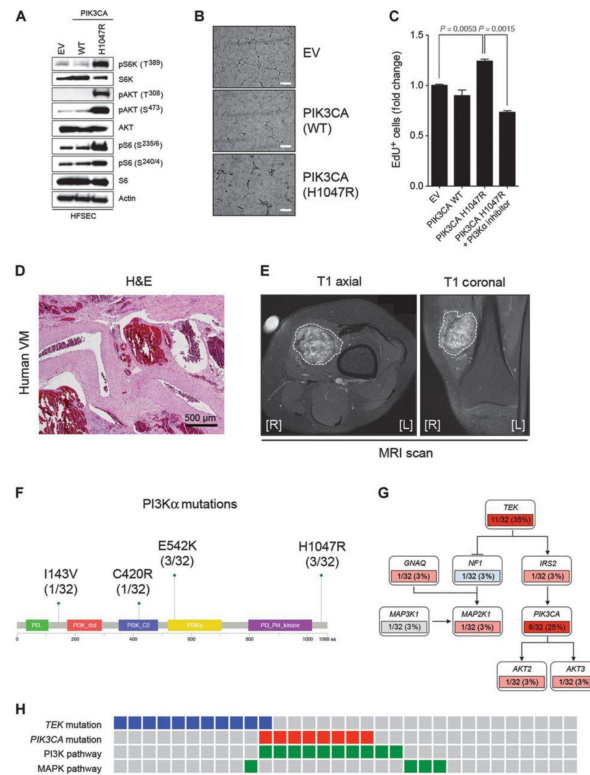 A
PIK3CA
EV
WT
H1047R
pS6K (T389)
S6K
pAKT (T308)
pAKT (S473)
AKT
pS6 (S235/6)
pS6 (S240/4)
S6
Actin
HFSEC
B
EV
PIK3CA
(WT)
PIK3CA
(H1047R)
C
P = 0.0053 P = 0.0015
EdU+ cells (fold change)
1.5
1.0
0.5
0.0
EV
PIK3CA WT
PIK3CA H1047R
PIK3CA H1047R
+ PI3Kα inhibitor
D
H&E
Human VM
500 µm
E
T1 axial
T1 coronal
[R] [L]
[R] [L]
MRI scan
F
PI3Kα mutations
I143V
(1/32)
C420R
(1/32)
E542K
(3/32)
H1047R
(3/32)
PI3K_rbd
PI3K_C2
PI3Ka
PI3_PI4_kinase
0 200 400 600 800 1000 1068 aa
G
TEK
11/32 (35%)
GNAQ
1/32 (3%)
NF1
1/32 (3%)
IRS2
1/32 (3%)
MAP3K1
1/32 (3%)
MAP2K1
1/32 (3%)
PIK3CA
8/32 (25%)
AKT2
1/32 (3%)
AKT3
1/32 (3%)
H
TEK mutation
PIK3CA mutation
PI3K pathway
MAPK pathway